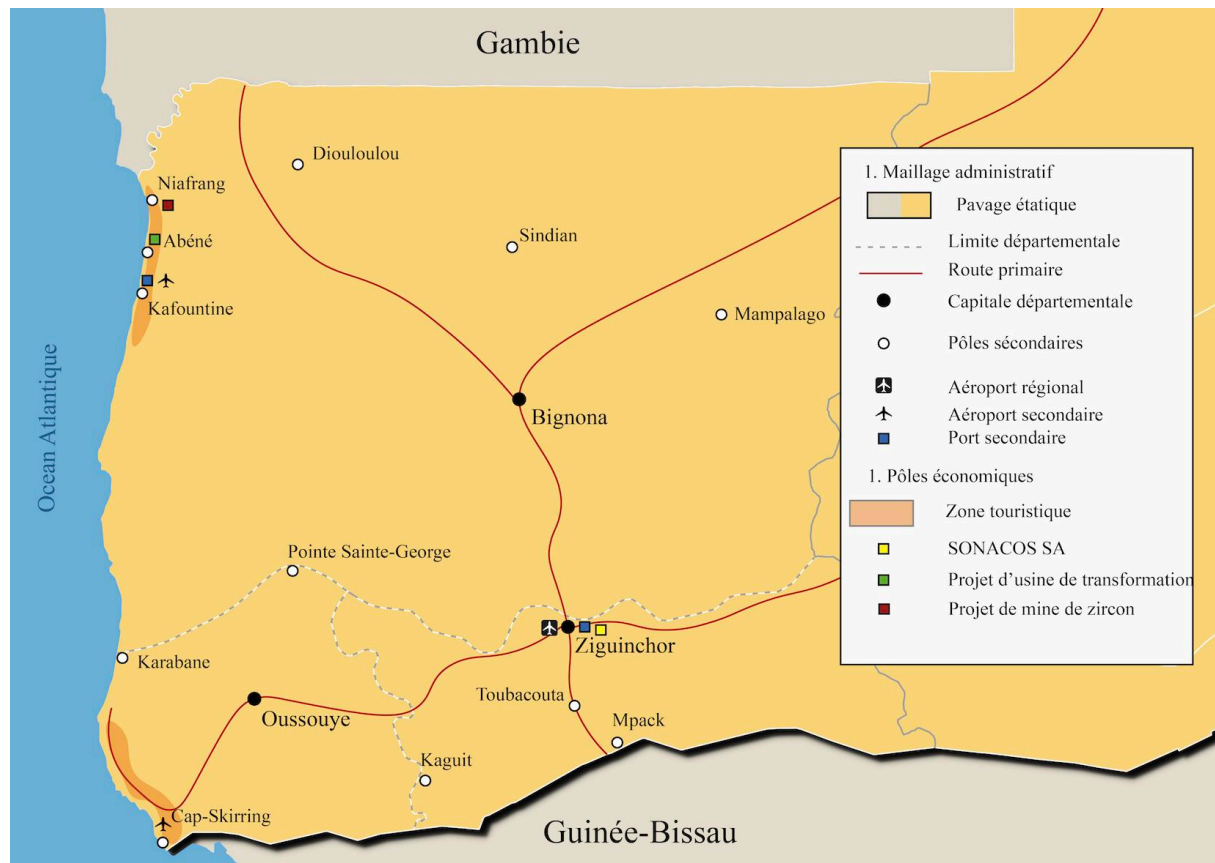 Gambie
Diouloulou
Niafrang
Abéné
Kafountine
Sindian
Mampalago
Bignona
Ocean Atlantique
Pointe Sainte-George
Karabane
Oussouye
Ziguinchor
Toubacouta
Mpack
Kaguit
Cap-Skirring
Guinée-Bissau
1. Maillage administratif
Pavage étatique
Limite départementale
Route primaire
Capitale départementale
Pôles sécondaires
Aéroport régional
Aéroport secondaire
Port secondaire
1. Pôles économiques
Zone touristique
SONACOS SA
Projet d'usine de transformation
Projet de mine de zircon